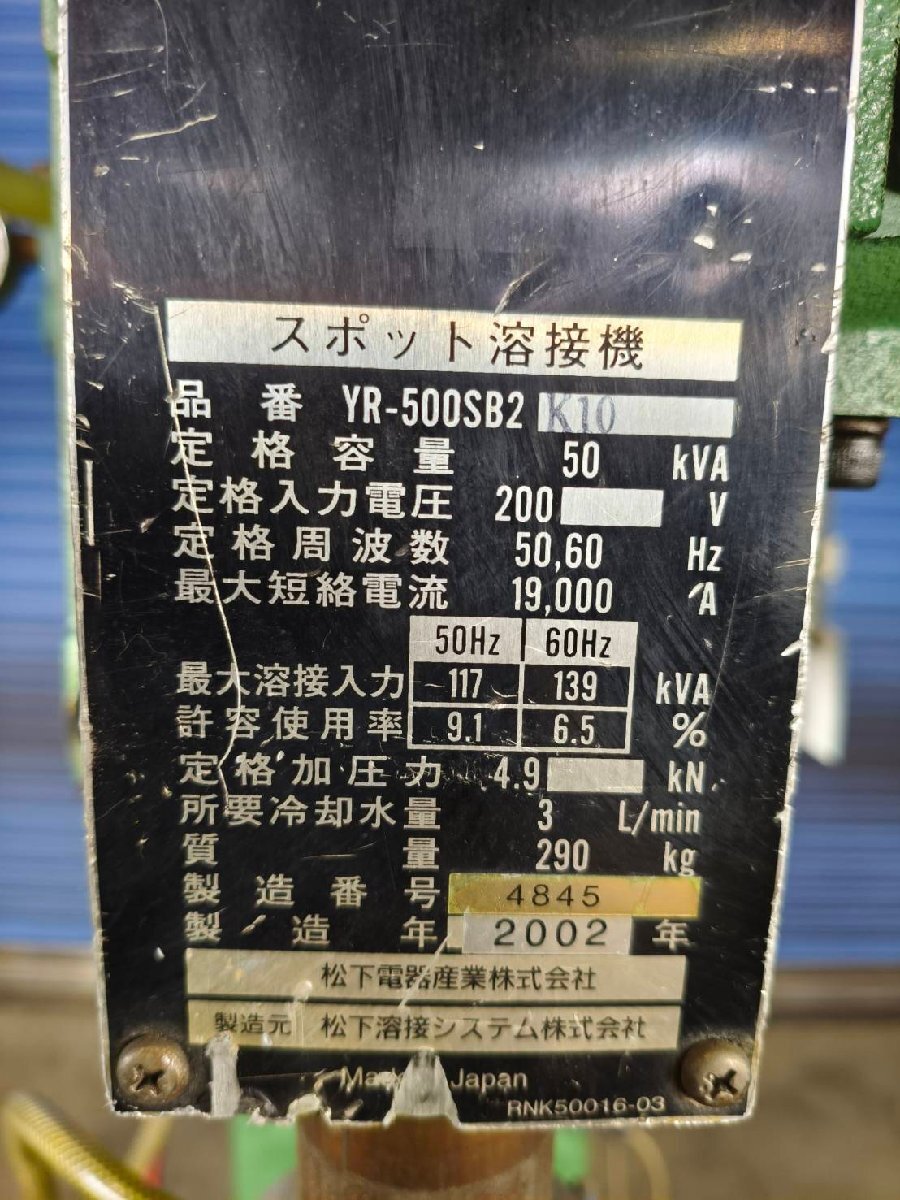 スポット溶接機
品番 YR-500SB2 K10
定格容量 50 kVA
定格入力電圧 200 V
定格周波数 50,60 Hz
最大短絡電流 19,000 A
50Hz 60Hz
最大溶接入力 117 139 kVA
許容使用率 9.1 6.5 %
定格加圧力 4.9 kN
所要冷却水量 3 L/min
質量 290 kg
製造番号 4845
製造年 2002 年
松下電器産業株式会社
製造元 松下溶接システム株式会社
Made Japan
RNK50016-03